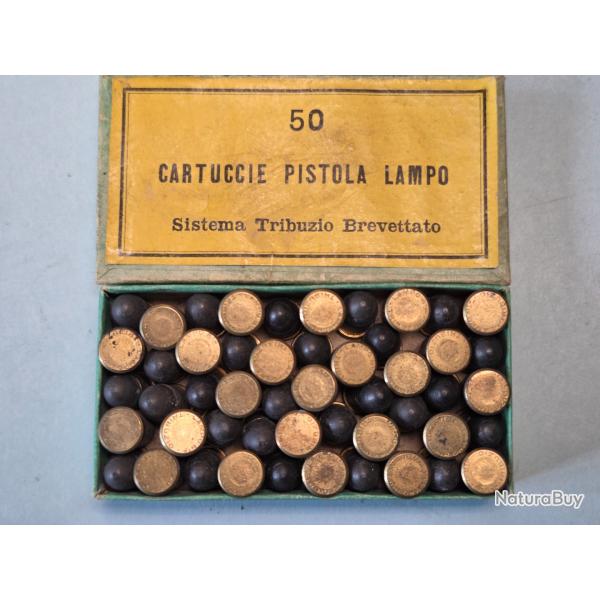 50
CARTUCCIE PISTOLA LAMPO
Sistema Tribuzio Brevettato
NaturaBuy